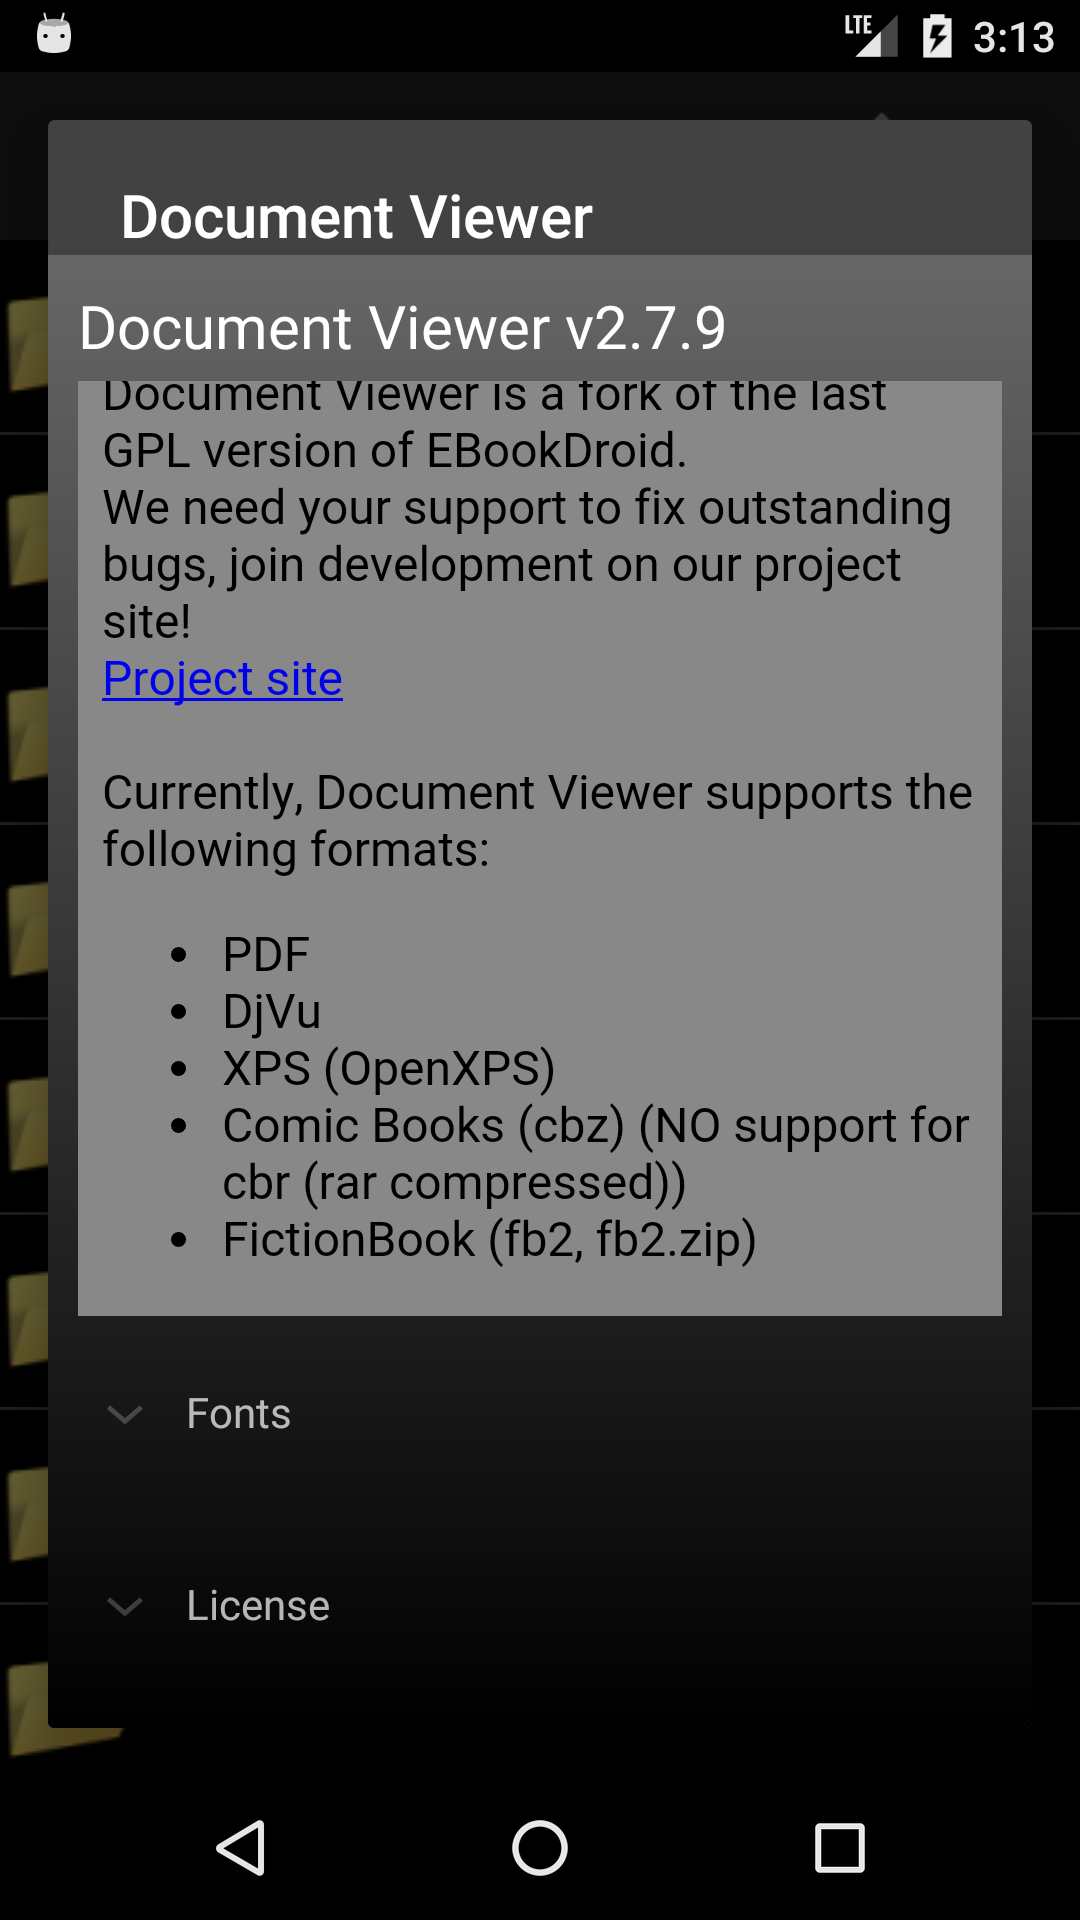 LTE 3:13
Document Viewer
Document Viewer v2.7.9
Document Viewer is a fork of the last
GPL version of EBookDroid.
We need your support to fix outstanding
bugs, join development on our project
site!
Project site
Currently, Document Viewer supports the
following formats:
• PDF
• DjVu
• XPS (OpenXPS)
• Comic Books (cbz) (NO support for
cbr (rar compressed))
• FictionBook (fb2, fb2.zip)
Fonts
License